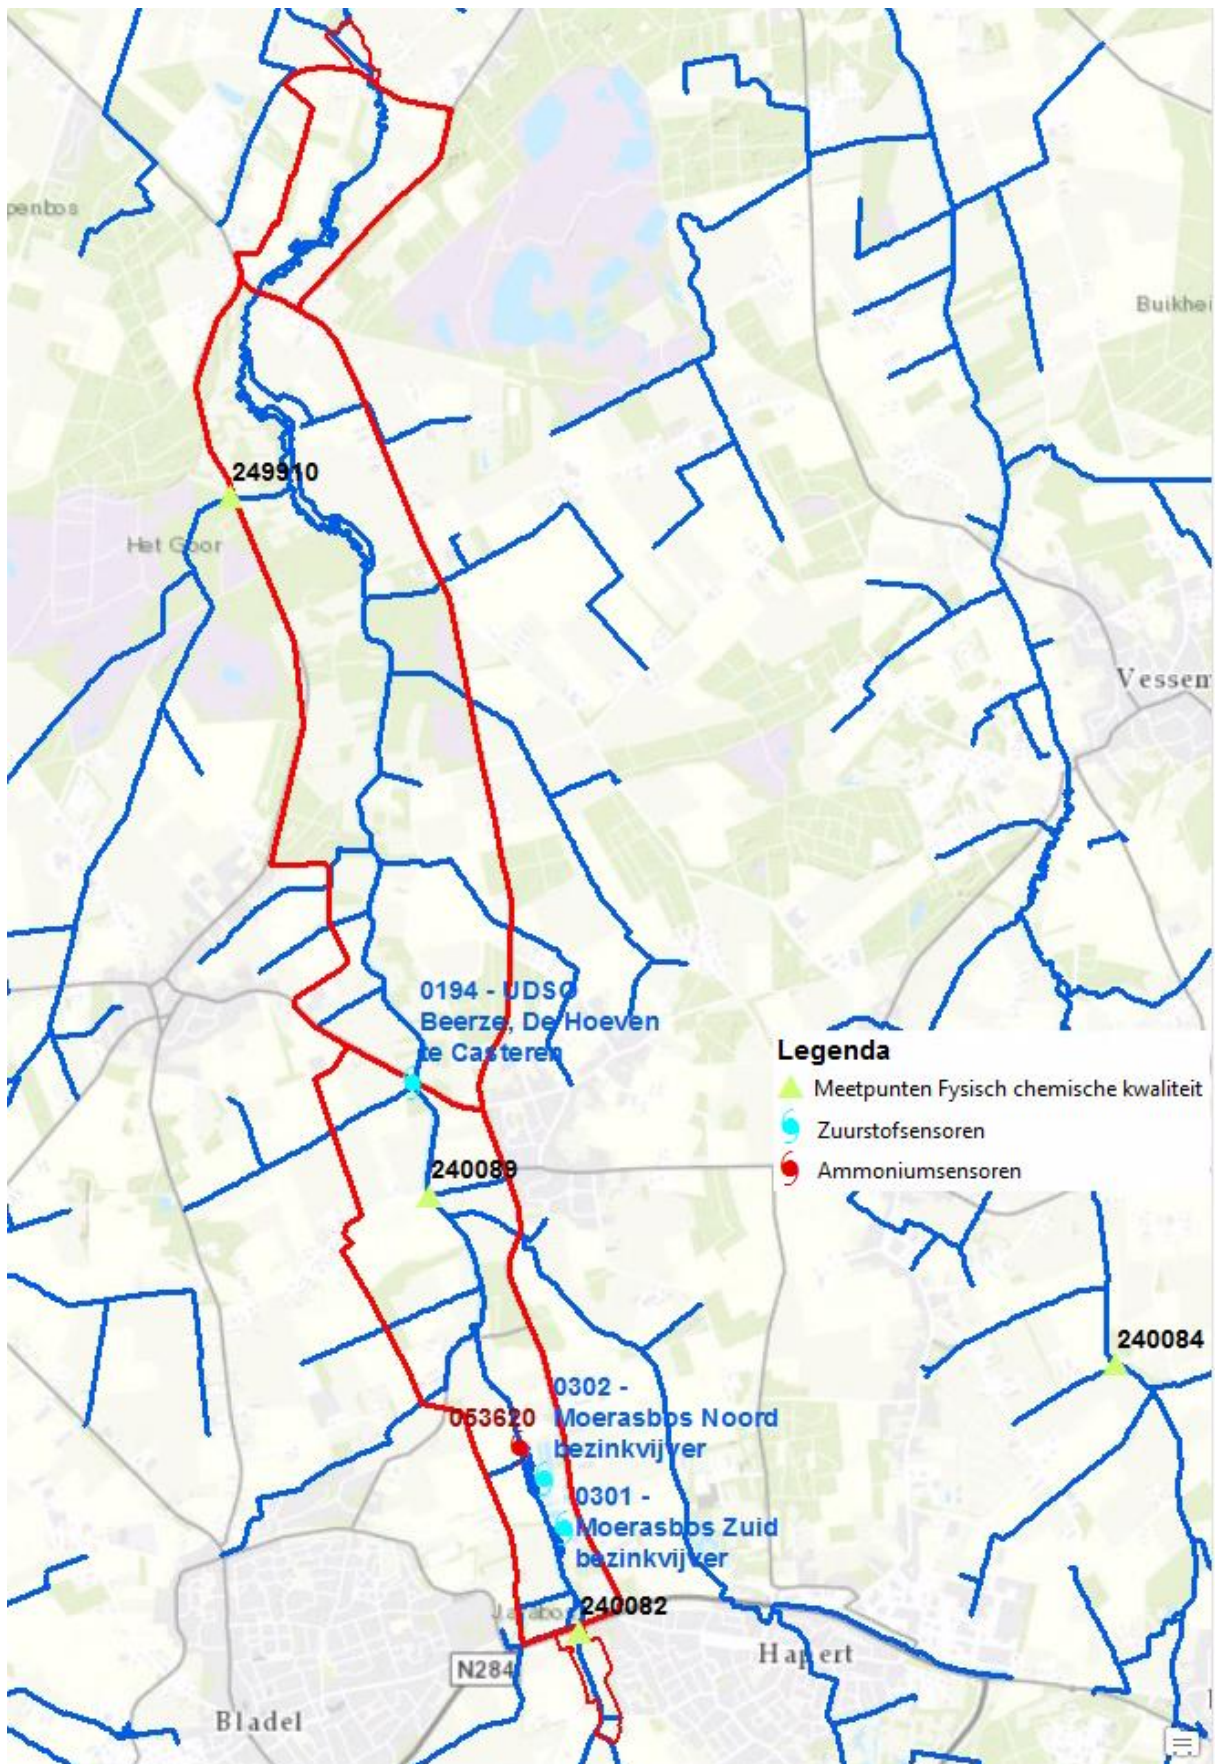 penbos
Buikhei
249910
Het Goor
Vessem
0194 - UDSO
Beerze, De Hoeven
te Casteren
Legenda
Meetpunten Fysisch chemische kwaliteit
Zuurstofsensoren
Ammoniumsensoren
240089
240084
0302 -
053620 Moerasbos Noord
bezinkvijver
0301 -
Moerasbos Zuid
bezinkvijver
240082
Hapert
N284
Bladel